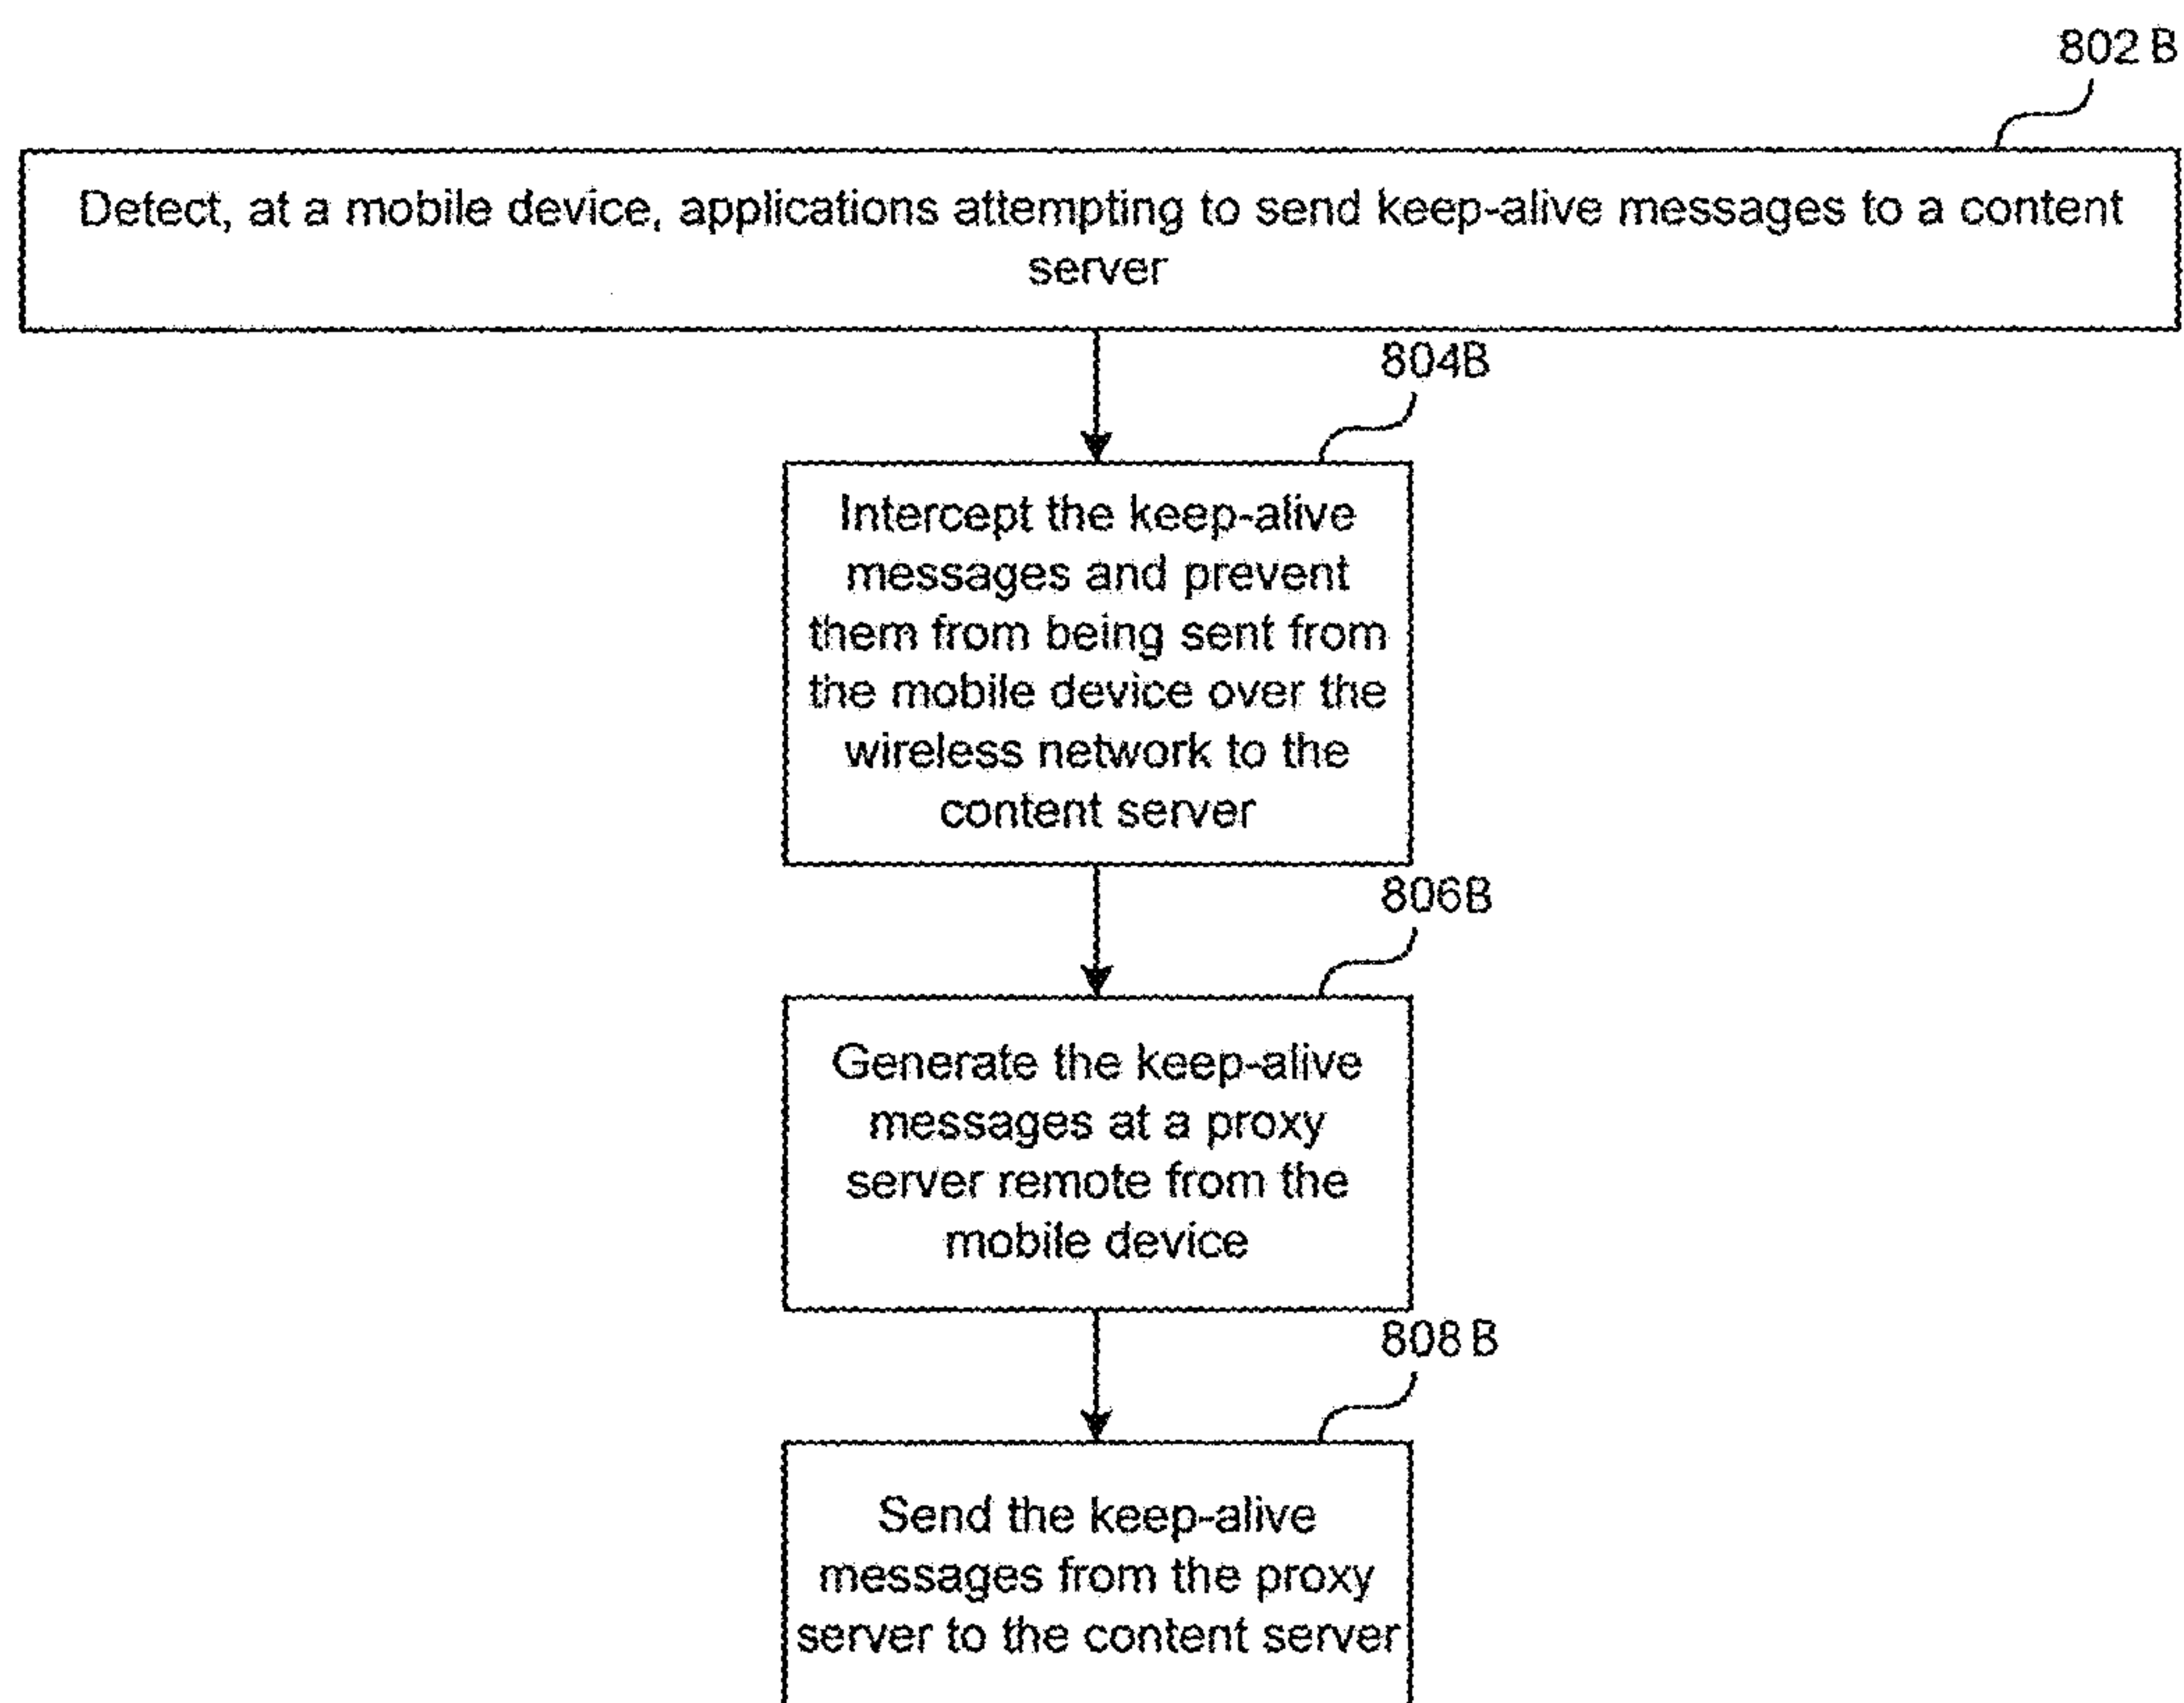 802 B
Detect, at a mobile device, applications attempting to send keep-alive messages to a content
server
804B
Intercept the keep-alive
messages and prevent
them from being sent from
the mobile device over the
wireless network to the
content server
806B
Generate the keep-alive
messages at a proxy
server remote from the
mobile device
808 B
Send the keep-alive
messages from the proxy
server to the content server